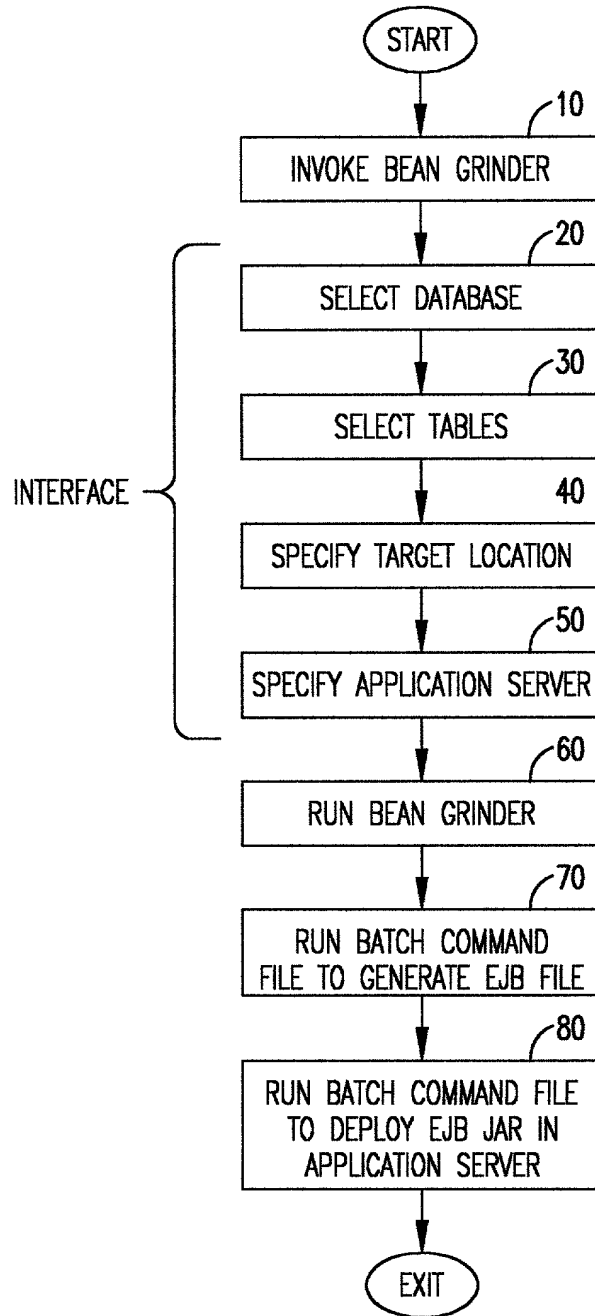 START
10
INVOKE BEAN GRINDER
20
SELECT DATABASE
30
SELECT TABLES
INTERFACE
40
SPECIFY TARGET LOCATION
50
SPECIFY APPLICATION SERVER
60
RUN BEAN GRINDER
70
RUN BATCH COMMAND
FILE TO GENERATE EJB FILE
80
RUN BATCH COMMAND FILE
TO DEPLOY EJB JAR IN
APPLICATION SERVER
EXIT